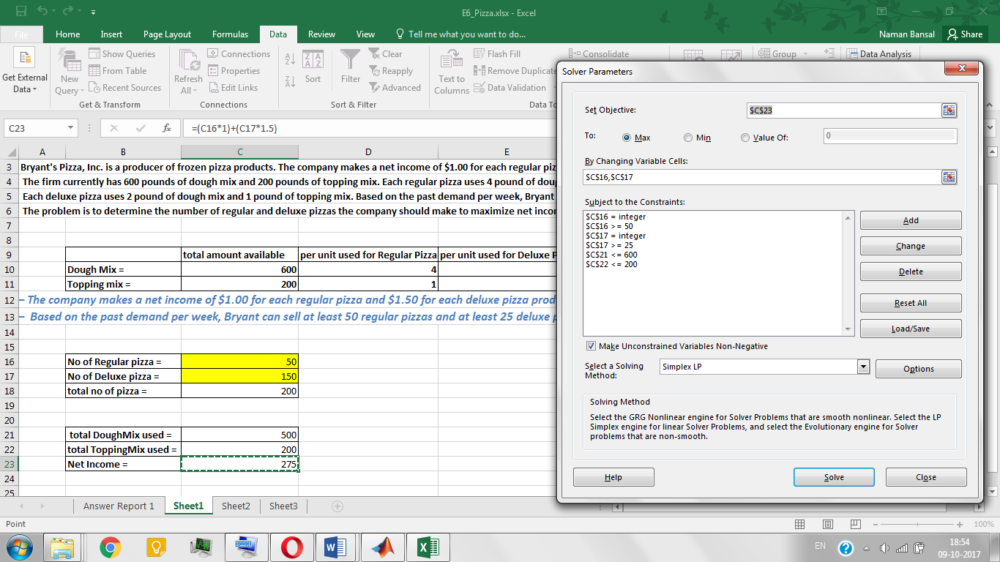 E6_Pizza.xlsx - Excel
File Home Insert Page Layout Formulas Data Review View Tell me what you want to do... Naman Bansal Share
Get External Data
New Query
Show Queries
From Table
Recent Sources
Get & Transform
Refresh All
Connections
Properties
Edit Links
Connections
Sort
Filter
Clear
Reapply
Advanced
Sort & Filter
Text to Columns
Flash Fill
Remove Duplicate
Data Validation
Consolidate
Data To
Group
Data Analysis
C23 fx =(C16*1)+(C17*1.5)
A B C D E
3 Bryant's Pizza, Inc. is a producer of frozen pizza products. The company makes a net income of $1.00 for each regular piz
4 The firm currently has 600 pounds of dough mix and 200 pounds of topping mix. Each regular pizza uses 4 pound of doug
5 Each deluxe pizza uses 2 pound of dough mix and 1 pound of topping mix. Based on the past demand per week, Bryant
6 The problem is to determine the number of regular and deluxe pizzas the company should make to maximize net incor
7
8
9 total amount available per unit used for Regular Pizza per unit used for Deluxe P
10 Dough Mix = 600 4
11 Topping mix = 200 1
12 – The company makes a net income of $1.00 for each regular pizza and $1.50 for each deluxe pizza prod
13 – Based on the past demand per week, Bryant can sell at least 50 regular pizzas and at least 25 deluxe p
14
15
16 No of Regular pizza = 50
17 No of Deluxe pizza = 150
18 total no of pizza = 200
19
20
21 total DoughMix used = 500
22 total ToppingMix used = 200
23 Net Income = 275
24
25
Answer Report 1 Sheet1 Sheet2 Sheet3
Point 100%
Solver Parameters
Set Objective: $C$23
To: Max Min Value Of: 0
By Changing Variable Cells:
$C$16,$C$17
Subject to the Constraints:
$C$16 = integer
$C$16 >= 50
$C$17 = integer
$C$17 >= 25
$C$21 <= 600
$C$22 <= 200
Add
Change
Delete
Reset All
Load/Save
Make Unconstrained Variables Non-Negative
Select a Solving Method: Simplex LP Options
Solving Method
Select the GRG Nonlinear engine for Solver Problems that are smooth nonlinear. Select the LP
Simplex engine for linear Solver Problems, and select the Evolutionary engine for Solver
problems that are non-smooth.
Help Solve Close
EN 18:54
09-10-2017